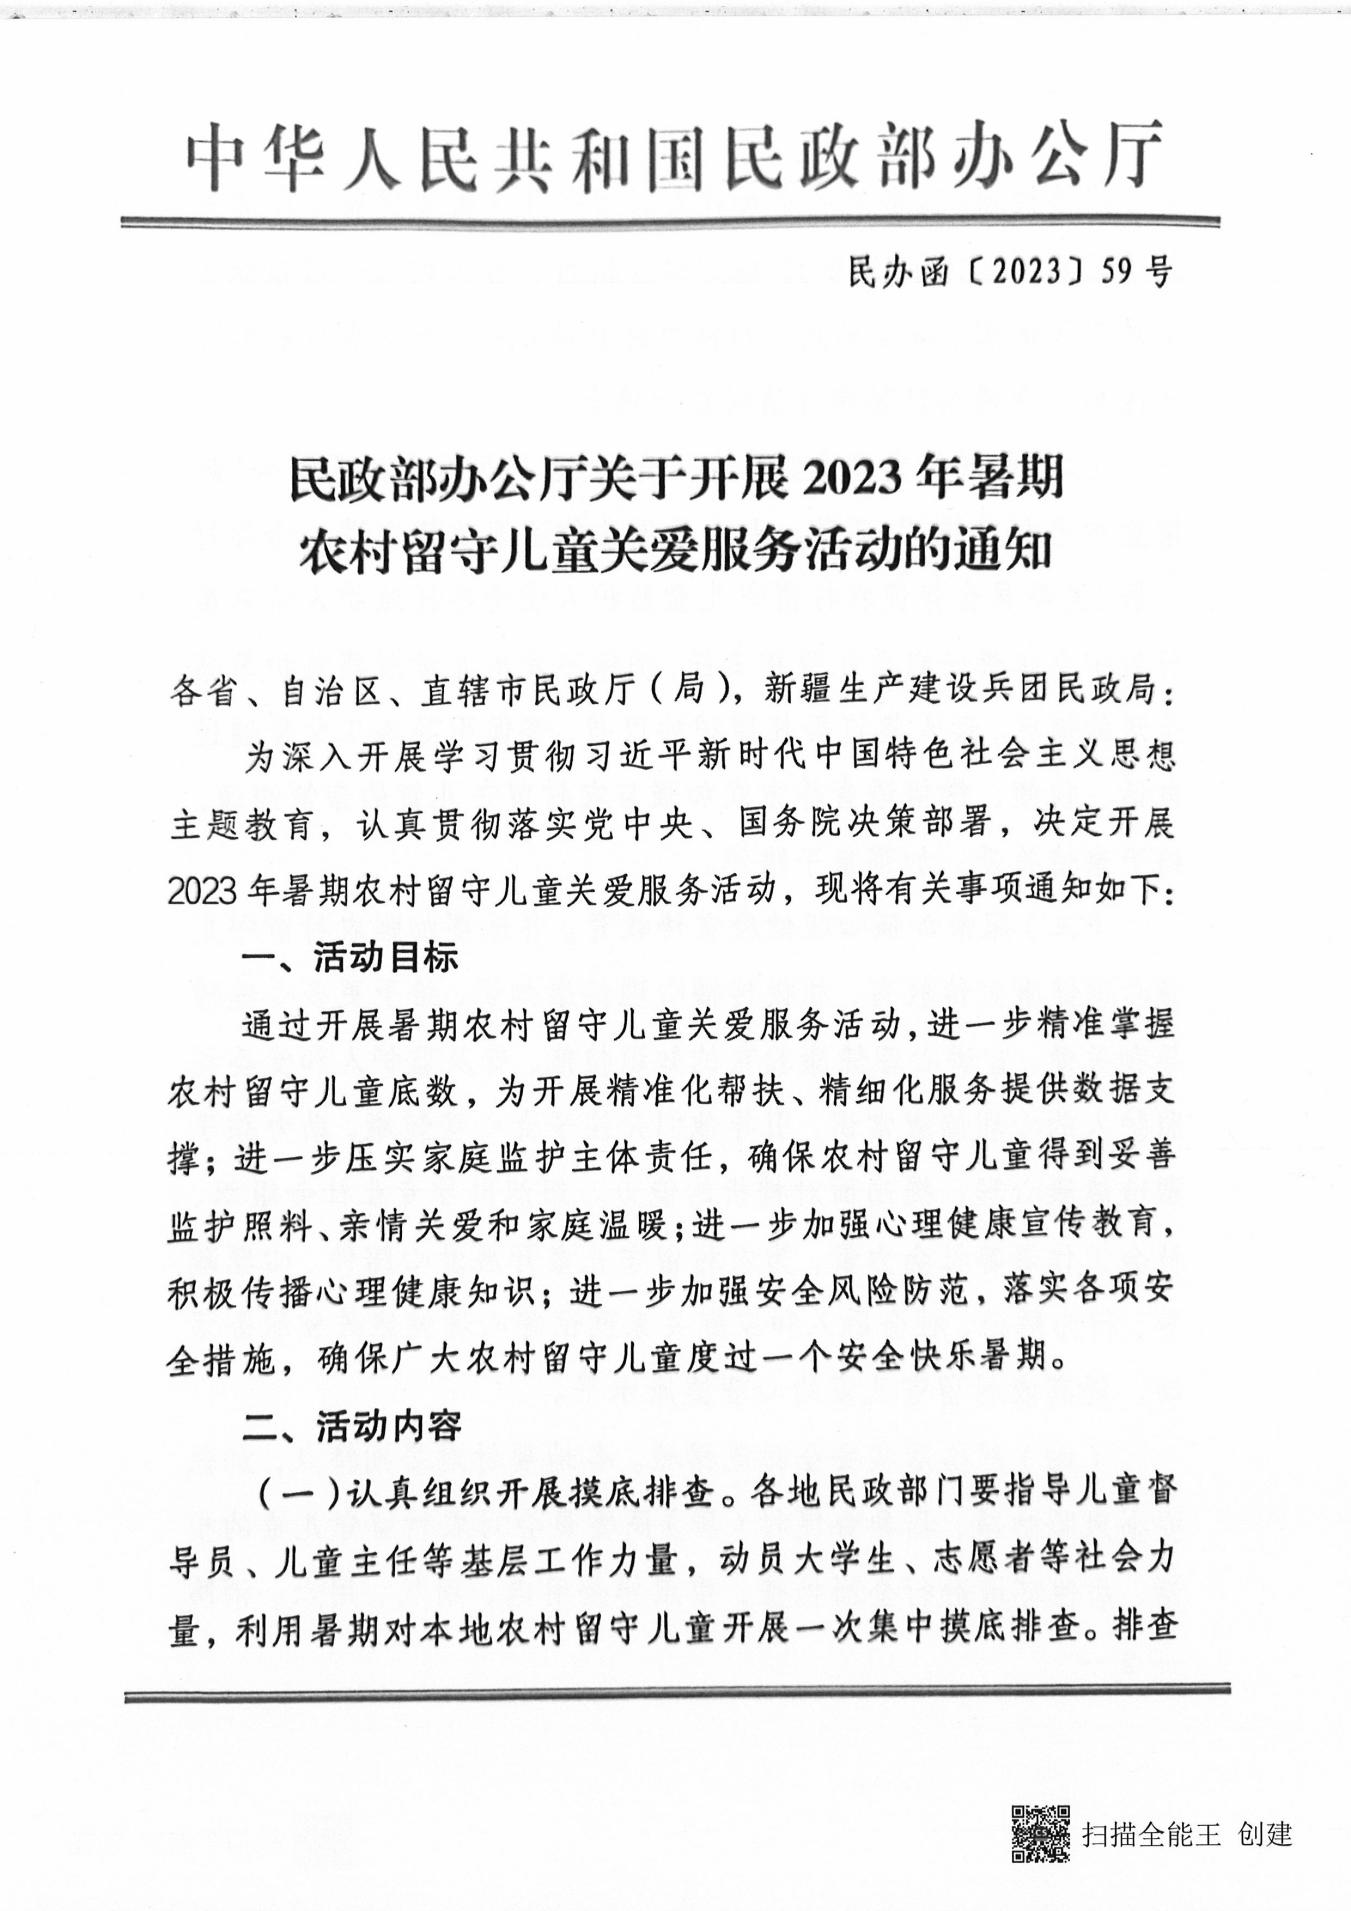 中华人民共和国民政部办公厅
民办函〔2023〕59号
民政部办公厅关于开展2023年暑期
农村留守儿童关爱服务活动的通知
各省、自治区、直辖市民政厅(局),新疆生产建设兵团民政局:
为深入开展学习贯彻习近平新时代中国特色社会主义思想
主题教育,认真贯彻落实党中央、国务院决策部署,决定开展
2023年暑期农村留守儿童关爱服务活动,现将有关事项通知如下:
一、活动目标
通过开展暑期农村留守儿童关爱服务活动,进一步精准掌握
农村留守儿童底数,为开展精准化帮扶、精细化服务提供数据支
撑;进一步压实家庭监护主体责任,确保农村留守儿童得到妥善
监护照料、亲情关爱和家庭温暖;进一步加强心理健康宣传教育,
积极传播心理健康知识;进一步加强安全风险防范,落实各项安
全措施,确保广大农村留守儿童度过一个安全快乐暑期。
二、活动内容
(一)认真组织开展摸底排查。各地民政部门要指导儿童督
导员、儿童主任等基层工作力量,动员大学生、志愿者等社会力
量,利用暑期对本地农村留守儿童开展一次集中摸底排查。排查
扫描全能王 创建